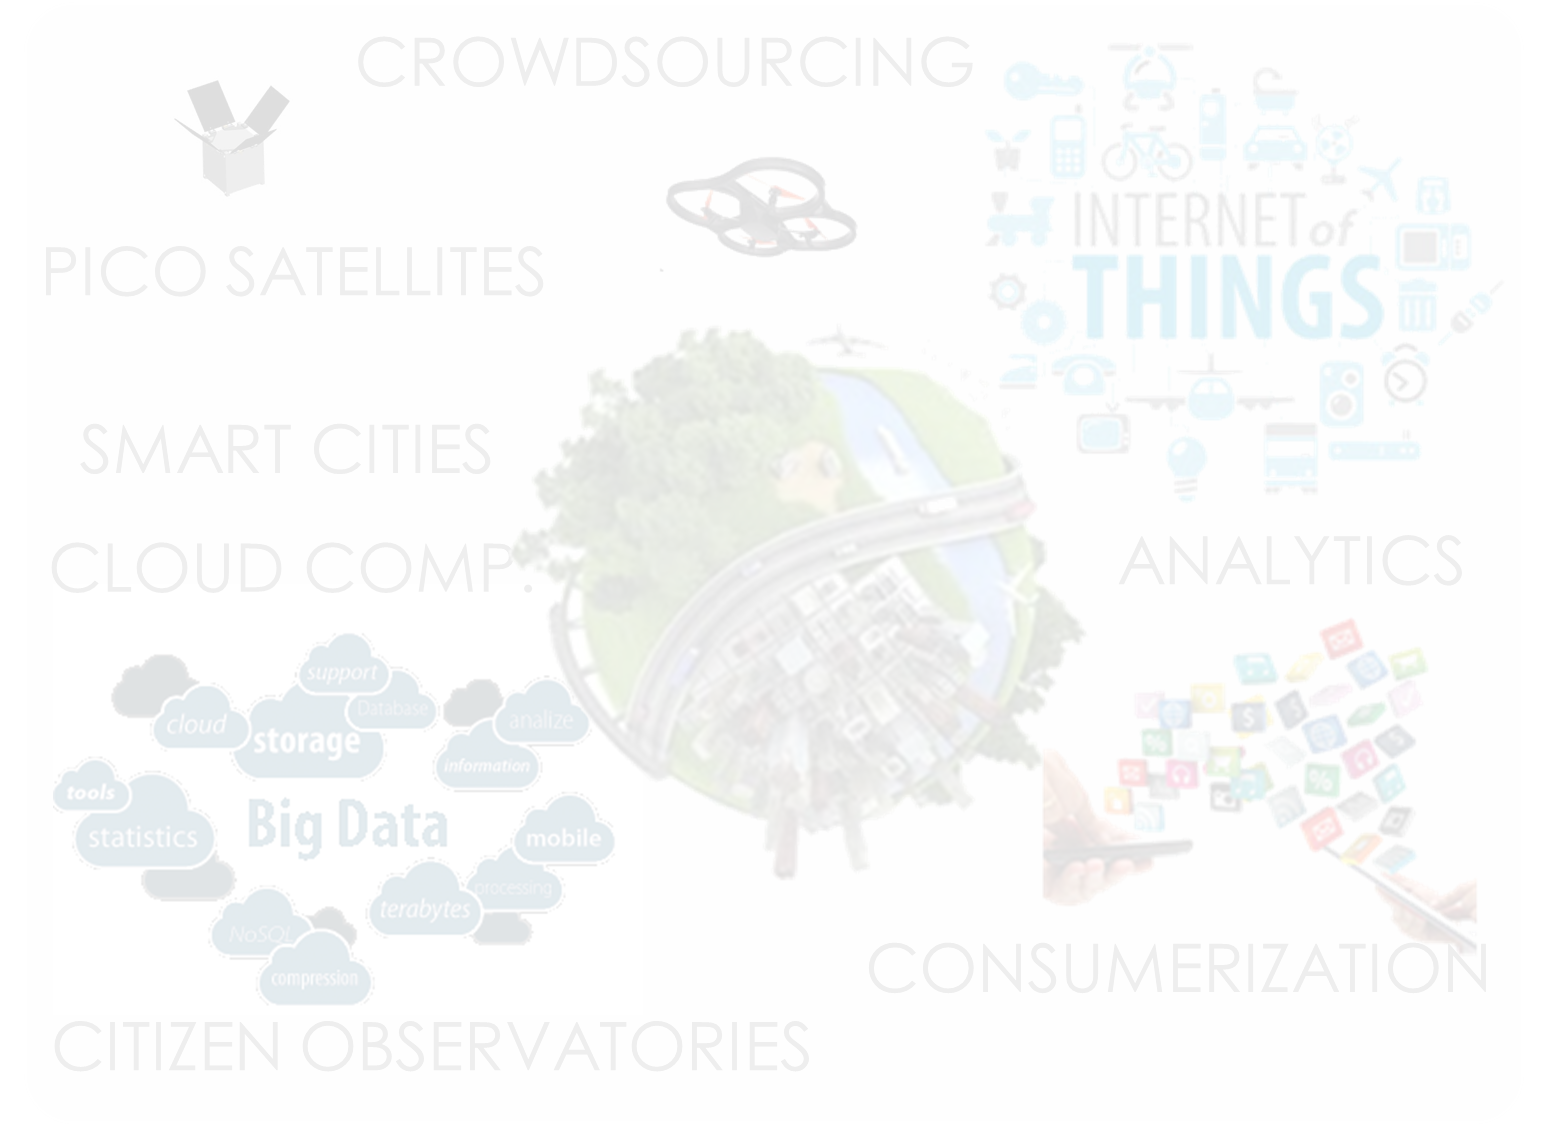 CROWDSOURCING
INTERNET of
THINGS
PICO SATELLITES
SMART CITIES
CLOUD COMP.
ANALYTICS
support
Database
cloud
storage
analize
information
tools
statistics
Big Data
mobile
processing
terabytes
NoSQL
compression
CONSUMERIZATION
CITIZEN OBSERVATORIES